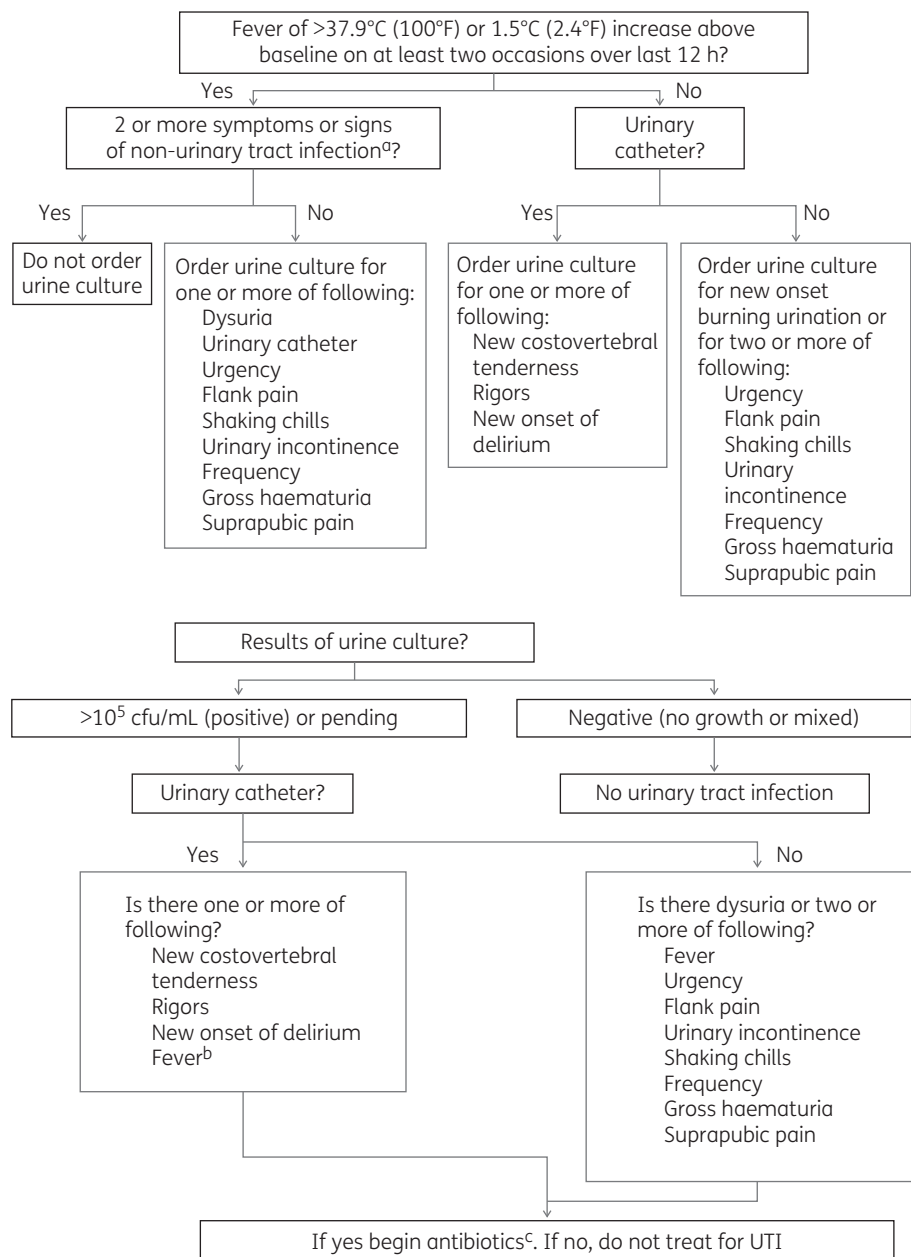 Fever of >37.9°C (100°F) or 1.5°C (2.4°F) increase above
baseline on at least two occasions over last 12 h?
Yes
No
2 or more symptoms or signs
of non-urinary tract infectionᵃ?
Urinary
catheter?
Yes
No
Yes
No
Do not order
urine culture
Order urine culture for
one or more of following:
Dysuria
Urinary catheter
Urgency
Flank pain
Shaking chills
Urinary incontinence
Frequency
Gross haematuria
Suprapubic pain
Order urine culture
for one or more of
following:
New costovertebral
tenderness
Rigors
New onset of
delirium
Order urine culture
for new onset
burning urination or
for two or more of
following:
Urgency
Flank pain
Shaking chills
Urinary
incontinence
Frequency
Gross haematuria
Suprapubic pain
Results of urine culture?
>10⁵ cfu/mL (positive) or pending
Negative (no growth or mixed)
Urinary catheter?
No urinary tract infection
Yes
No
Is there one or more of
following?
New costovertebral
tenderness
Rigors
New onset of delirium
Feverᵇ
Is there dysuria or two or
more of following?
Fever
Urgency
Flank pain
Urinary incontinence
Shaking chills
Frequency
Gross haematuria
Suprapubic pain
If yes begin antibioticsᶜ. If no, do not treat for UTI